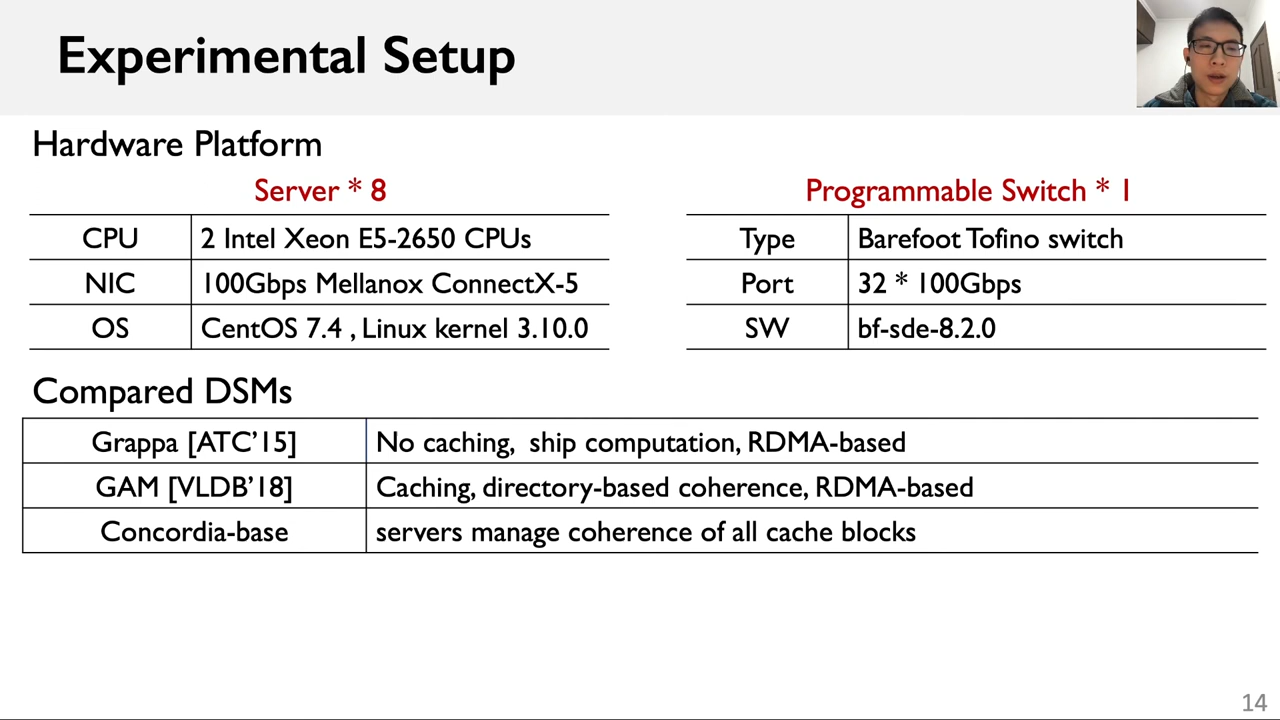 Experimental Setup
Hardware Platform
Server * 8
CPU 2 Intel Xeon E5-2650 CPUs
NIC 100Gbps Mellanox ConnectX-5
OS CentOS 7.4 , Linux kernel 3.10.0
Programmable Switch * 1
Type Barefoot Tofino switch
Port 32 * 100Gbps
SW bf-sde-8.2.0
Compared DSMs
Grappa [ATC’15] No caching, ship computation, RDMA-based
GAM [VLDB’18] Caching, directory-based coherence, RDMA-based
Concordia-base servers manage coherence of all cache blocks
14